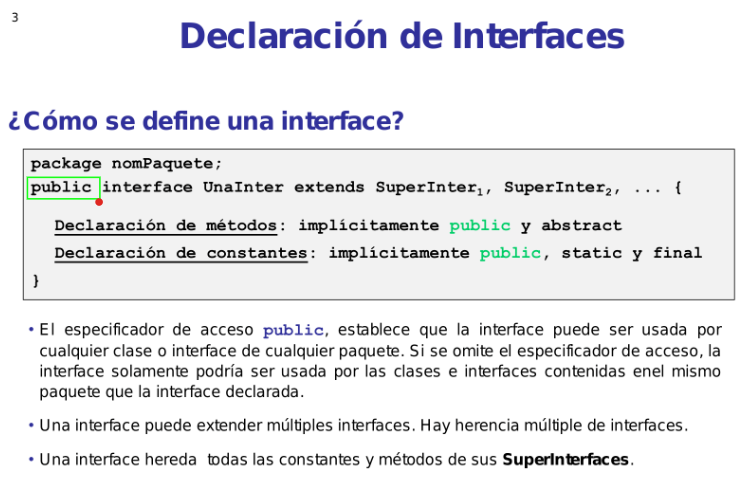 3
Declaración de Interfaces
¿Cómo se define una interface?
package nomPaquete;
public interface UnaInter extends SuperInter₁, SuperInter₂, ... {
Declaración de métodos: implícitamente public y abstract
Declaración de constantes: implícitamente public, static y final
}
• El especificador de acceso public, establece que la interface puede ser usada por
cualquier clase o interface de cualquier paquete. Si se omite el especificador de acceso, la
interface solamente podría ser usada por las clases e interfaces contenidas enel mismo
paquete que la interface declarada.
• Una interface puede extender múltiples interfaces. Hay herencia múltiple de interfaces.
• Una interface hereda todas las constantes y métodos de sus SuperInterfaces.